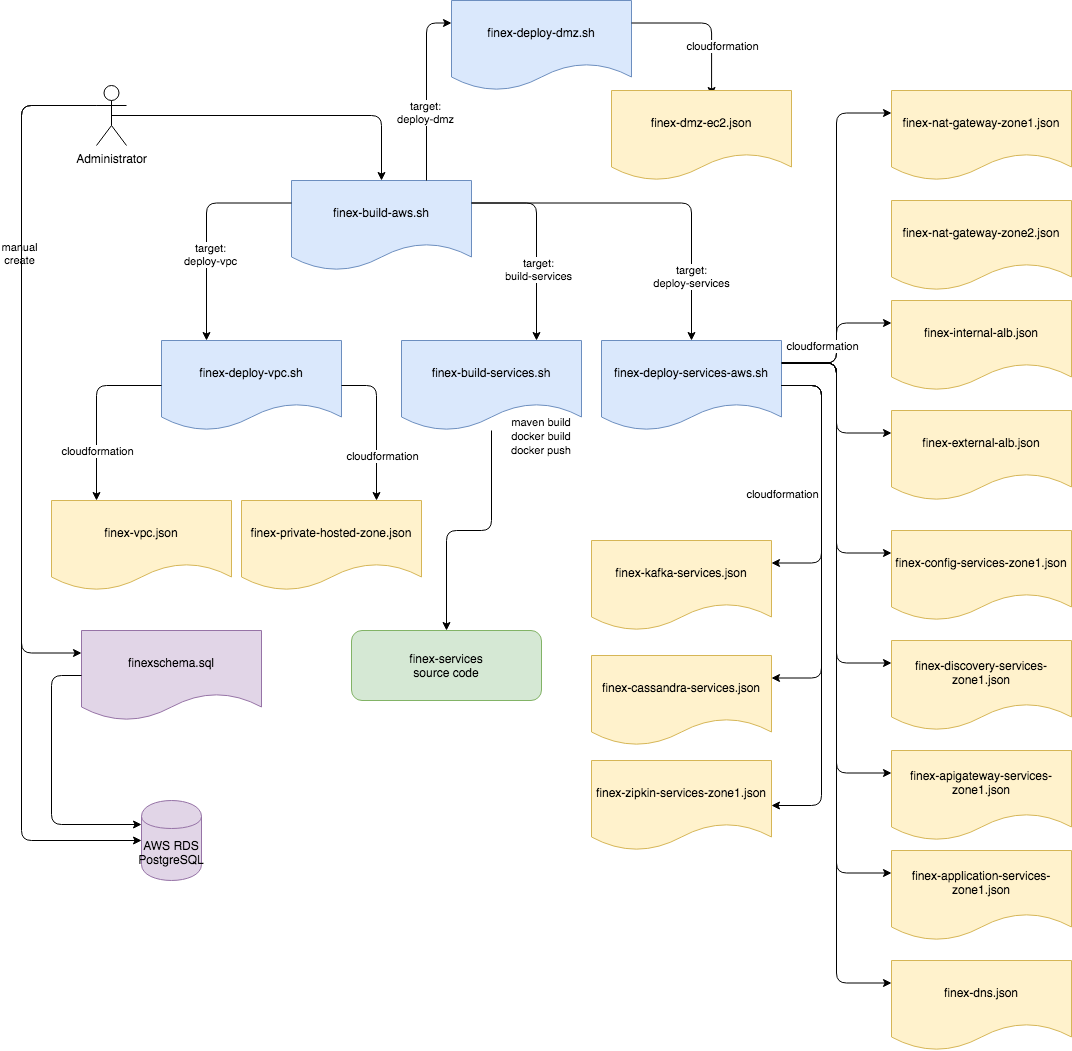 finex-deploy-dmz.sh
cloudformation
target:
deploy-dmz
finex-dmz-ec2.json
finex-nat-gateway-zone1.json
Administrator
finex-build-aws.sh
finex-nat-gateway-zone2.json
manual
create
target:
deploy-vpc
target:
build-services
target:
deploy-services
finex-internal-alb.json
cloudformation
finex-deploy-vpc.sh
finex-build-services.sh
finex-deploy-services-aws.sh
maven build
docker build
docker push
finex-external-alb.json
cloudformation
cloudformation
cloudformation
finex-vpc.json
finex-private-hosted-zone.json
finex-kafka-services.json
finex-config-services-zone1.json
finexschema.sql
finex-services
source code
finex-cassandra-services.json
finex-discovery-services-
zone1.json
finex-zipkin-services-zone1.json
finex-apigateway-services-
zone1.json
AWS RDS
PostgreSQL
finex-application-services-
zone1.json
finex-dns.json